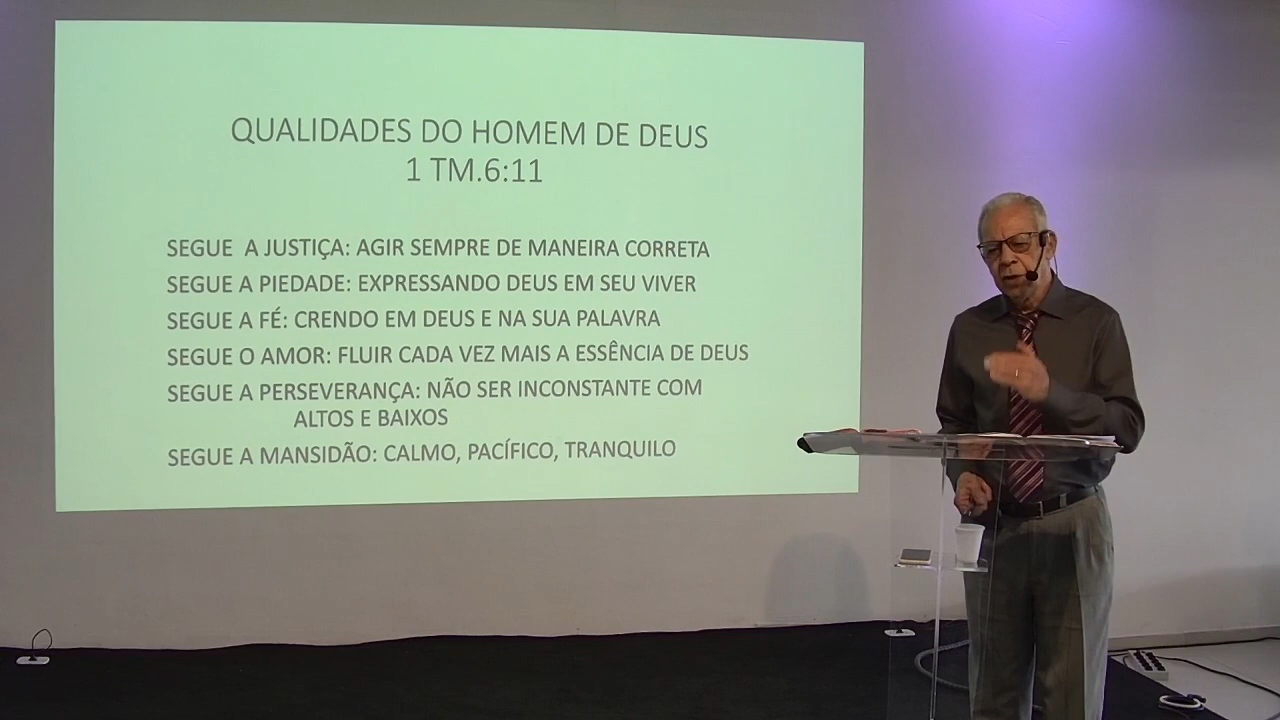 QUALIDADES DO HOMEM DE DEUS
1 TM.6:11
SEGUE A JUSTIÇA: AGIR SEMPRE DE MANEIRA CORRETA
SEGUE A PIEDADE: EXPRESSANDO DEUS EM SEU VIVER
SEGUE A FÉ: CRENDO EM DEUS E NA SUA PALAVRA
SEGUE O AMOR: FLUIR CADA VEZ MAIS A ESSÊNCIA DE DEUS
SEGUE A PERSEVERANÇA: NÃO SER INCONSTANTE COM
ALTOS E BAIXOS
SEGUE A MANSIDÃO: CALMO, PACÍFICO, TRANQUILO